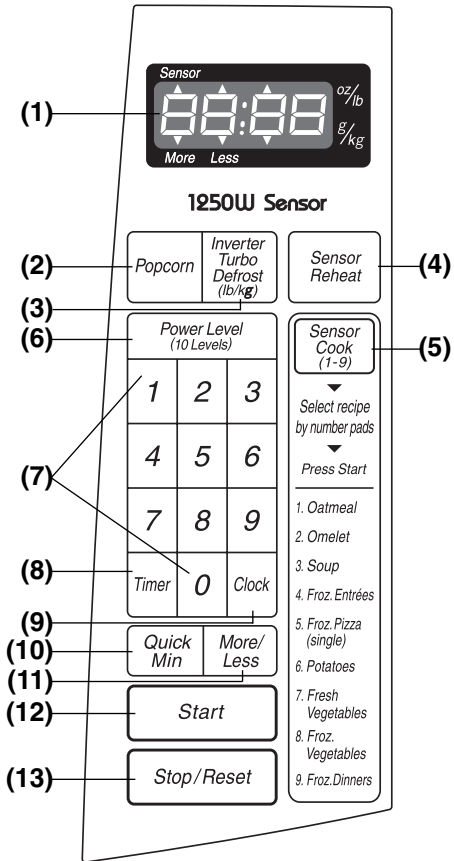 Sensor
(1)
88:88
oz/lb
g/kg
More Less
1250W Sensor
(2)
Popcorn
Inverter
Turbo
Defrost
(lb/kg)
Sensor
Reheat
(4)
(3)
(6)
Power Level
(10 Levels)
Sensor
Cook
(1-9)
(5)
1 2 3
Select recipe
by number pads
4 5 6
Press Start
(7)
7 8 9
(8)
Timer 0 Clock
(9)
1. Oatmeal
2. Omelet
3. Soup
4. Froz. Entrées
5. Froz. Pizza
(single)
6. Potatoes
7. Fresh
Vegetables
8. Froz.
Vegetables
9. Froz. Dinners
(10)
Quick
Min
More/
Less
(11)
(12)
Start
(13)
Stop/Reset